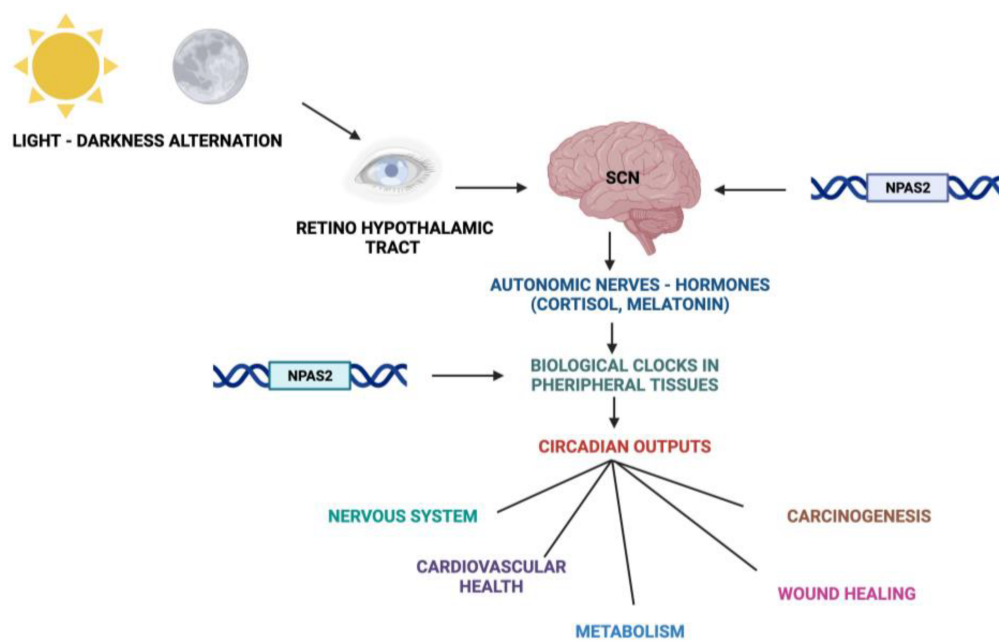 LIGHT - DARKNESS ALTERNATION
RETINO HYPOTHALAMIC
TRACT
SCN
NPAS2
AUTONOMIC NERVES - HORMONES
(CORTISOL, MELATONIN)
NPAS2
BIOLOGICAL CLOCKS IN
PHERIPHERAL TISSUES
CIRCADIAN OUTPUTS
NERVOUS SYSTEM
CARDIOVASCULAR
HEALTH
METABOLISM
WOUND HEALING
CARCINOGENESIS